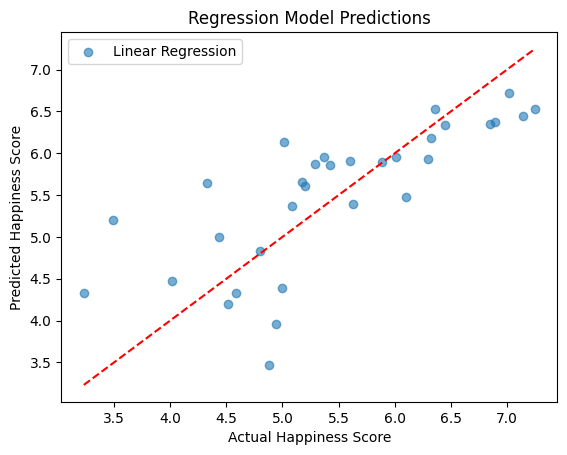 Regression Model Predictions
Linear Regression
7.0
6.5
6.0
5.5
5.0
4.5
4.0
3.5
Predicted Happiness Score
3.5 4.0 4.5 5.0 5.5 6.0 6.5 7.0
Actual Happiness Score